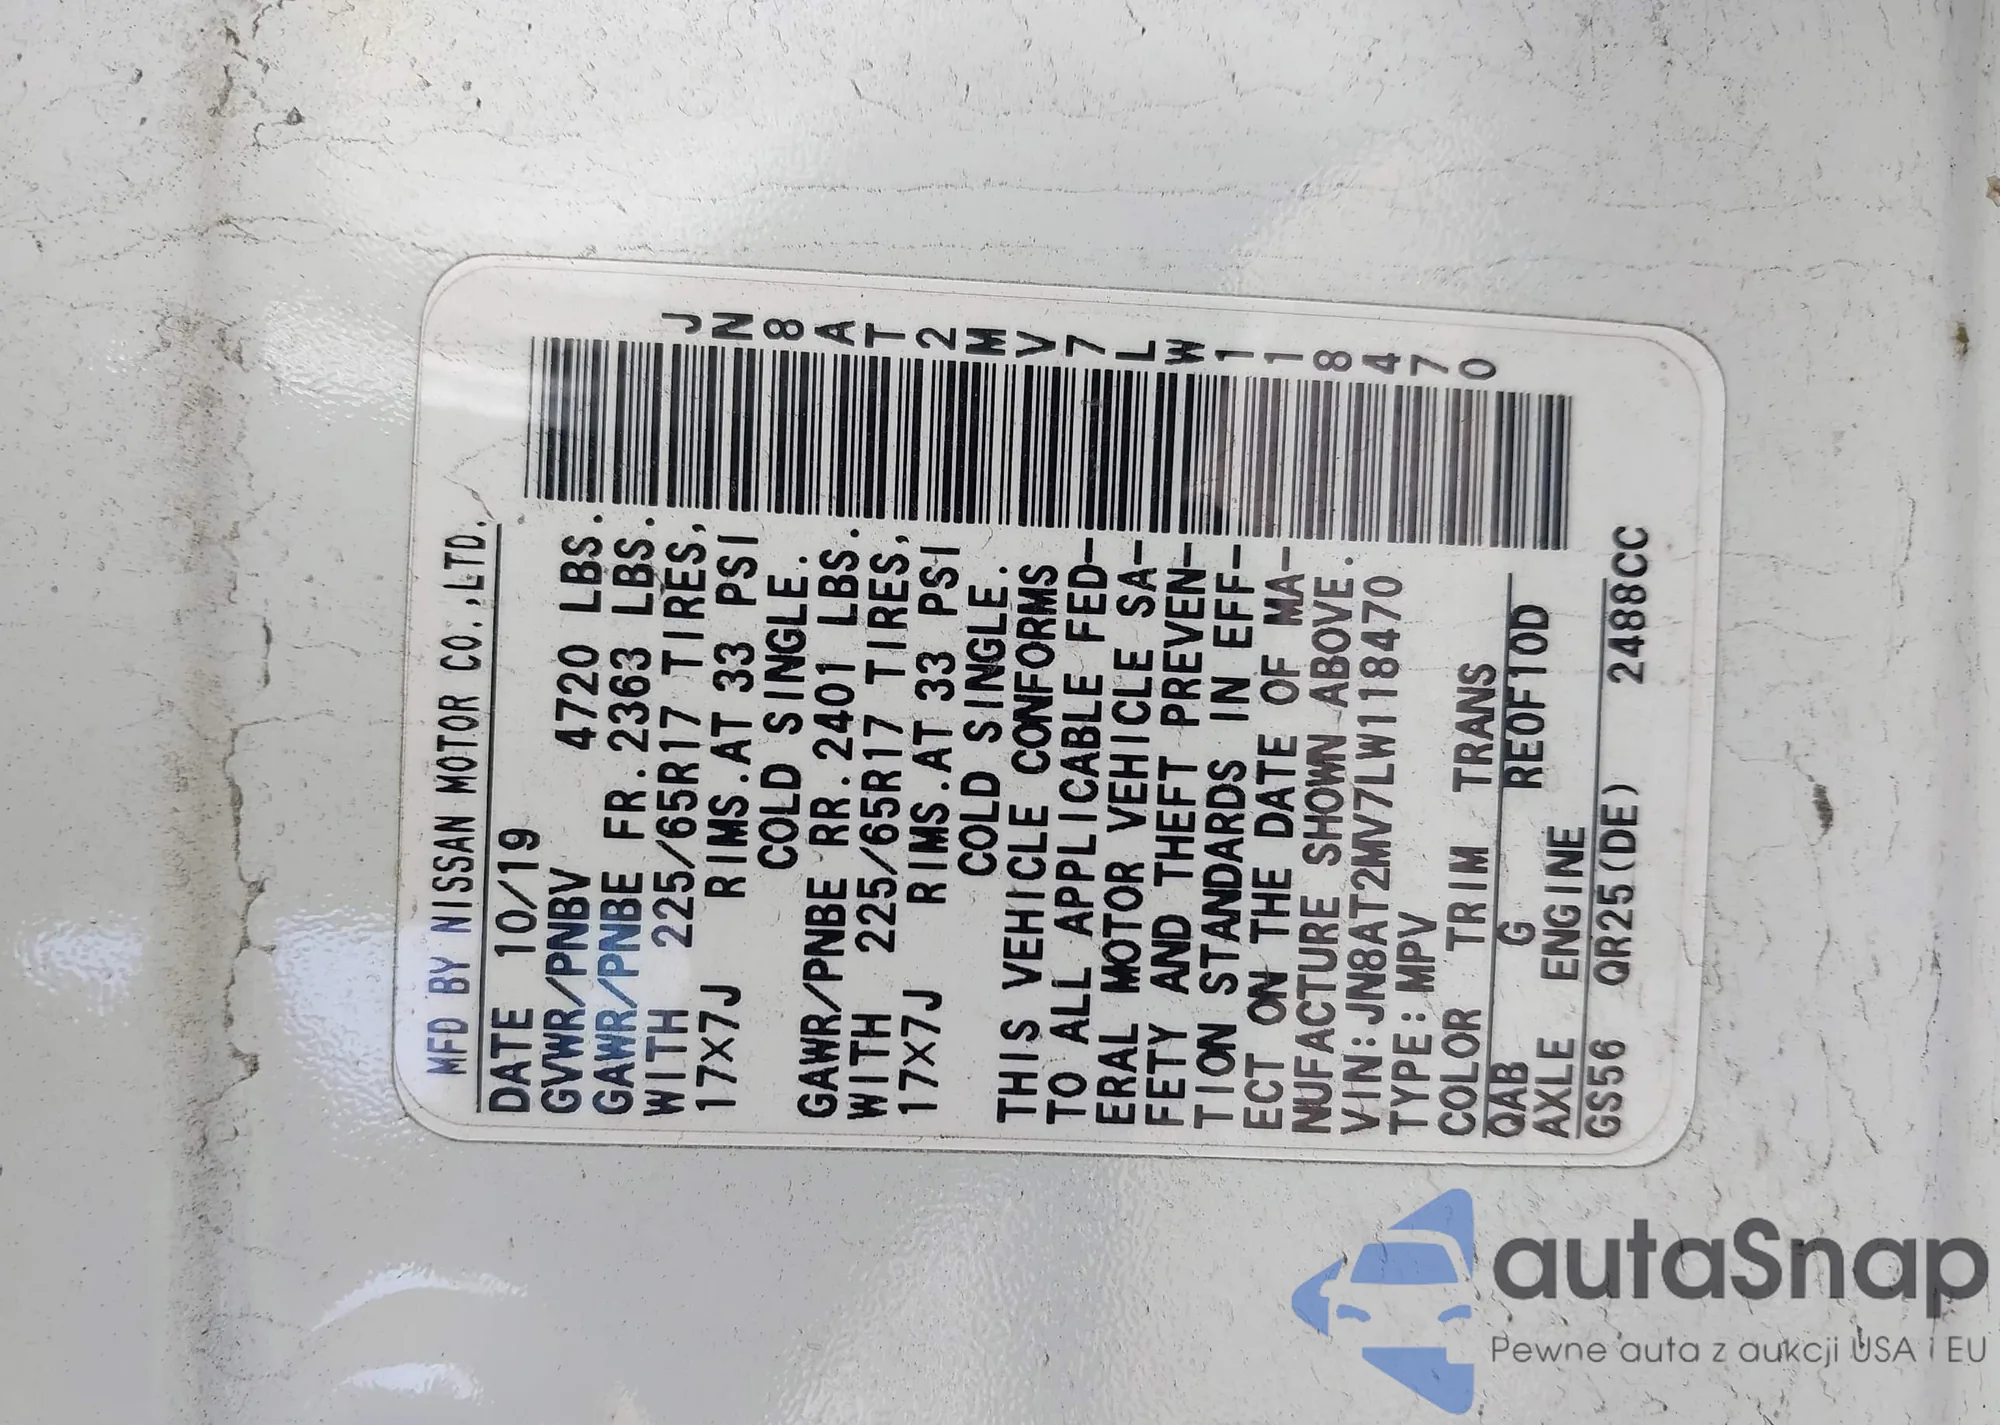 MFD BY NISSAN MOTOR CO.,LTD.
DATE 10/19
GVWR/PNBV 4720 LBS.
GAWR/PNBE FR.2363 LBS.
WITH 225/65R17 TIRES,
17X7J RIMS.AT 33 PSI
COLD SINGLE.
GAWR/PNBE RR.2401 LBS.
WITH 225/65R17 TIRES,
17X7J RIMS.AT 33 PSI
COLD SINGLE.
THIS VEHICLE CONFORMS
TO ALL APPLICABLE FED-
ERAL MOTOR VEHICLE SA-
FETY AND THEFT PREVEN-
TION STANDARDS IN EFF-
ECT ON THE DATE OF MA-
NUFACTURE SHOWN ABOVE.
VIN:JN8AT2MV7LW118470
TYPE:MPV
COLOR TRIM TRANS
QAB G RE0F10D
AXLE ENGINE
GS56 QR25(DE) 2488CC
JN8AT2MV7LW118470
autaSnap
Pewne auta z aukcji USA i EU